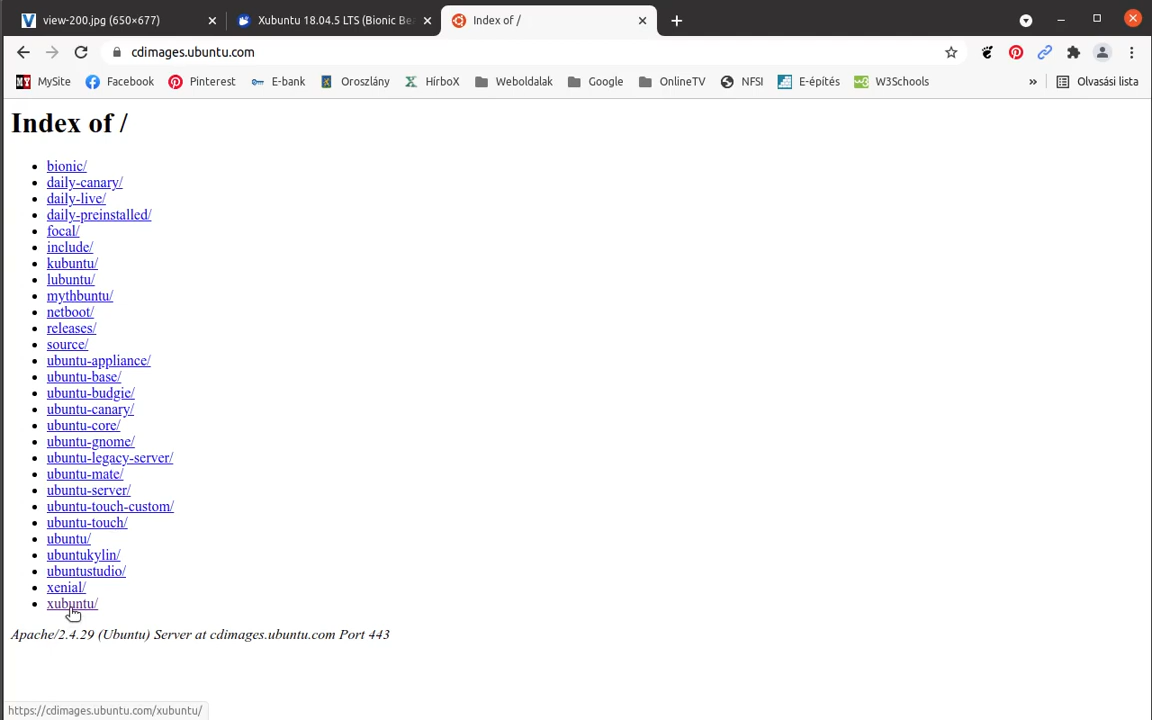 view-200.jpg (650×677)
Xubuntu 18.04.5 LTS (Bionic Be
Index of /
cdimages.ubuntu.com
MySite
Facebook
Pinterest
E-bank
Oroszlány
HírboX
Weboldalak
Google
OnlineTV
NFSI
E-építés
W3Schools
»
Olvasási lista
Index of /
bionic/
daily-canary/
daily-live/
daily-preinstalled/
focal/
include/
kubuntu/
lubuntu/
mythbuntu/
netboot/
releases/
source/
ubuntu-appliance/
ubuntu-base/
ubuntu-budgie/
ubuntu-canary/
ubuntu-core/
ubuntu-gnome/
ubuntu-legacy-server/
ubuntu-mate/
ubuntu-server/
ubuntu-touch-custom/
ubuntu-touch/
ubuntu/
ubuntukylin/
ubuntustudio/
xenial/
xubuntu/
Apache/2.4.29 (Ubuntu) Server at cdimages.ubuntu.com Port 443
https://cdimages.ubuntu.com/xubuntu/